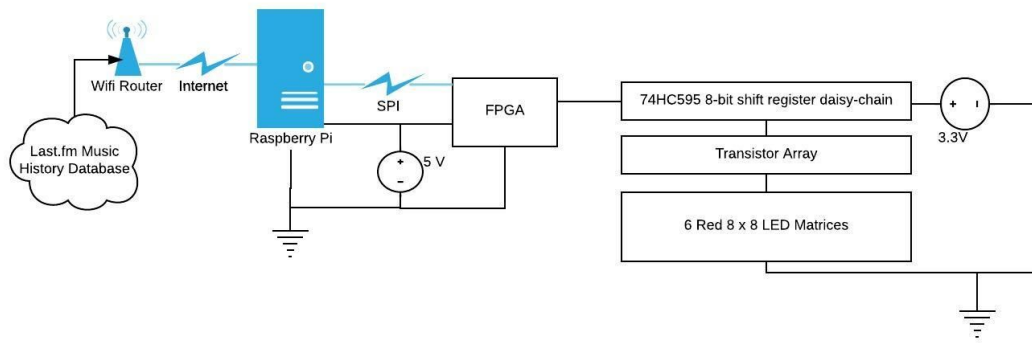 Wifi Router
Internet
Last.fm Music
History Database
Raspberry Pi
SPI
5 V
+
–
FPGA
74HC595 8-bit shift register daisy-chain
Transistor Array
6 Red 8 x 8 LED Matrices
+
3.3V